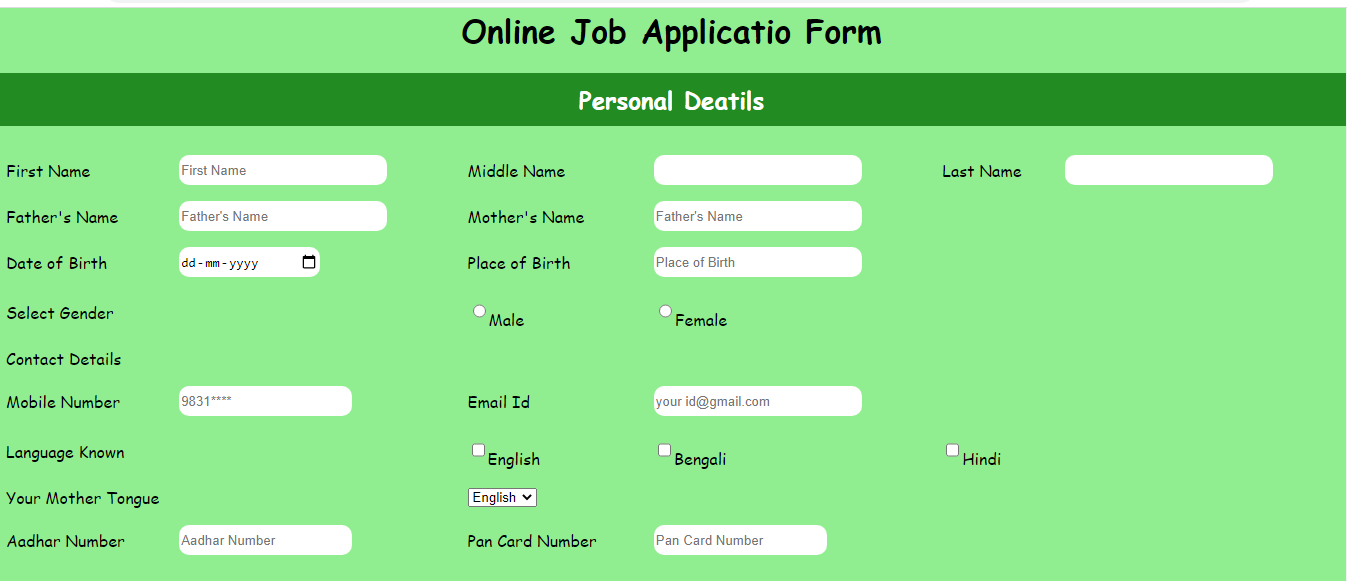 Online Job Applicatio Form
Personal Deatils
First Name First Name Middle Name Last Name
Father's Name Father's Name Mother's Name Father's Name
Date of Birth dd-mm-yyyy Place of Birth Place of Birth
Select Gender Male Female
Contact Details
Mobile Number 9831**** Email Id your id@gmail.com
Language Known English Bengali Hindi
Your Mother Tongue English
Aadhar Number Aadhar Number Pan Card Number Pan Card Number